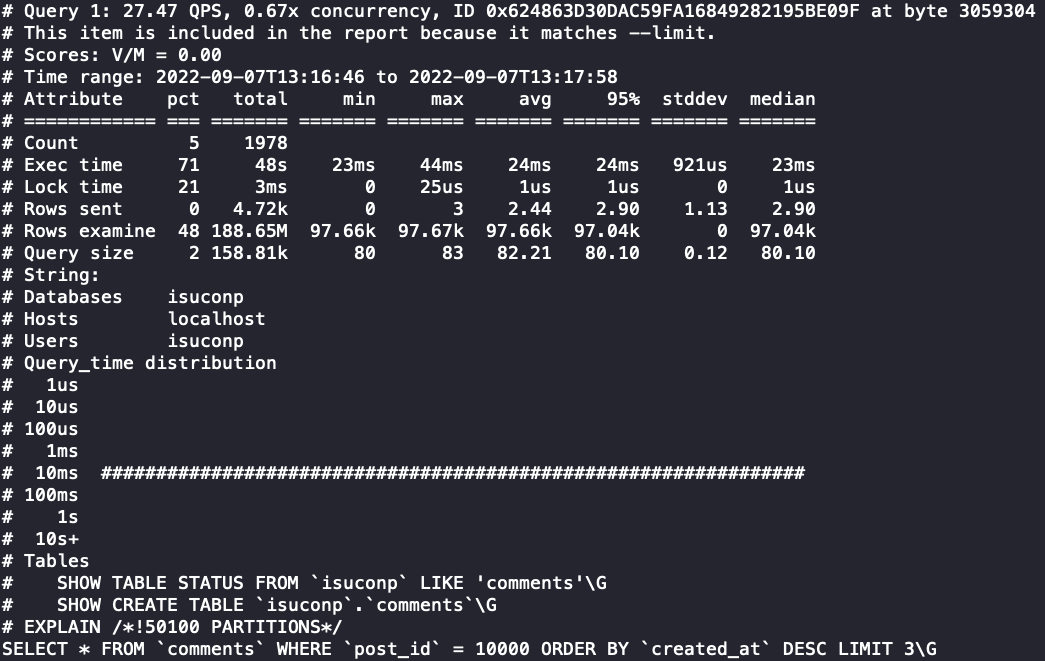 # Query 1: 27.47 QPS, 0.67x concurrency, ID 0x624863D30DAC59FA16849282195BE09F at byte 3059304
# This item is included in the report because it matches --limit.
# Scores: V/M = 0.00
# Time range: 2022-09-07T13:16:46 to 2022-09-07T13:17:58
# Attribute    pct   total     min     max     avg     95%  stddev  median
# ============ === ======= ======= ======= ======= ======= ======= =======
# Count          5    1978
# Exec time     71     48s    23ms    44ms    24ms    24ms   921us    23ms
# Lock time     21     3ms       0    25us     1us     1us       0     1us
# Rows sent      0   4.72k       0       3    2.44    2.90    1.13    2.90
# Rows examine  48 188.65M  97.66k  97.67k  97.66k  97.04k       0  97.04k
# Query size     2 158.81k      80      83   82.21   80.10    0.12   80.10
# String:
# Databases    isuconp
# Hosts        localhost
# Users        isuconp
# Query_time distribution
#   1us
#  10us
# 100us
#   1ms
#  10ms  ################################################################
# 100ms
#    1s
#  10s+
# Tables
#    SHOW TABLE STATUS FROM `isuconp` LIKE 'comments'\G
#    SHOW CREATE TABLE `isuconp`.`comments`\G
# EXPLAIN /*!50100 PARTITIONS*/
SELECT * FROM `comments` WHERE `post_id` = 10000 ORDER BY `created_at` DESC LIMIT 3\G